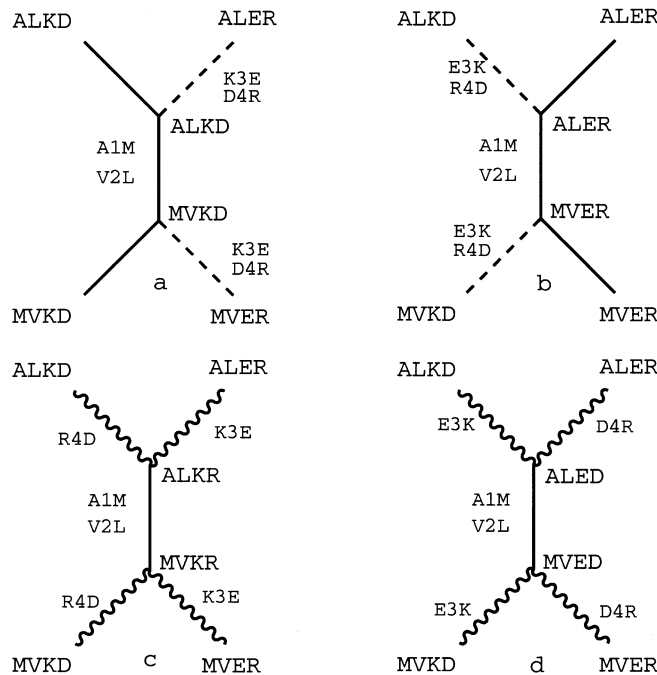 ALKD
ALER
K3E
D4R
ALKD
A1M
V2L
MVKD
K3E
D4R
a
MVKD
MVER
ALKD
ALER
E3K
R4D
ALER
A1M
V2L
MVER
E3K
R4D
b
MVKD
MVER
ALKD
ALER
R4D
K3E
ALKR
A1M
V2L
MVKR
R4D
K3E
c
MVKD
MVER
ALKD
ALER
E3K
D4R
ALED
A1M
V2L
MVED
E3K
D4R
d
MVKD
MVER